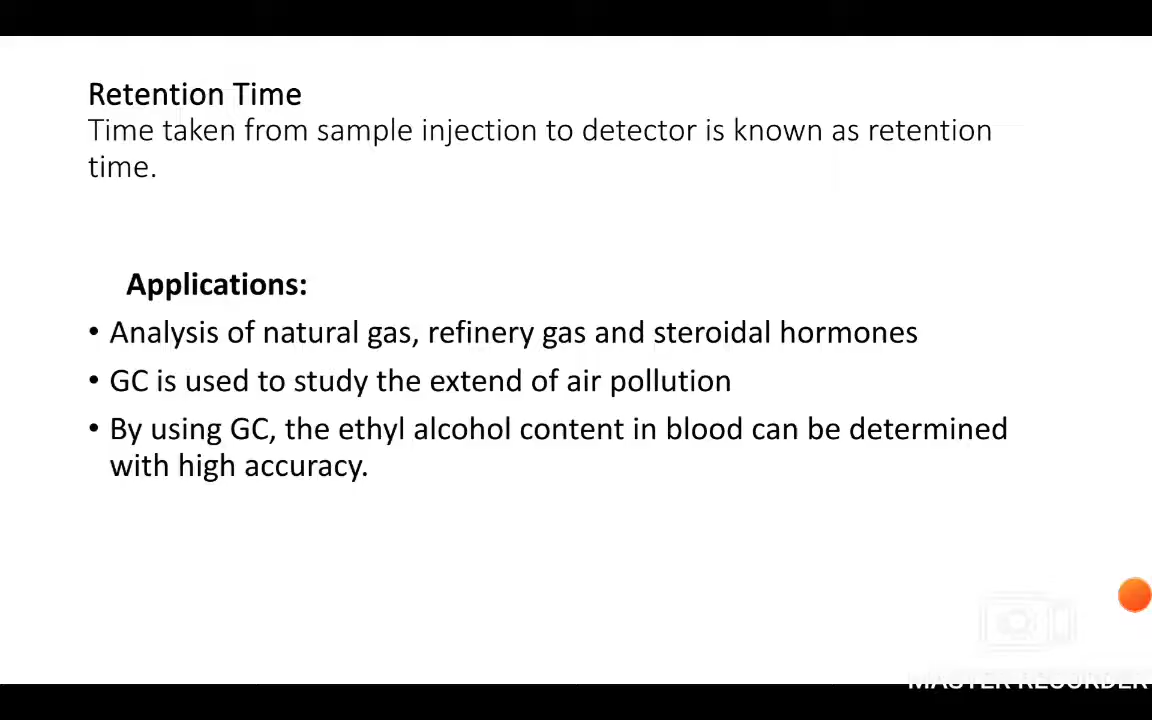 Retention Time
Time taken from sample injection to detector is known as retention
time.
Applications:
• Analysis of natural gas, refinery gas and steroidal hormones
• GC is used to study the extend of air pollution
• By using GC, the ethyl alcohol content in blood can be determined
with high accuracy.
MASTER RECORDER